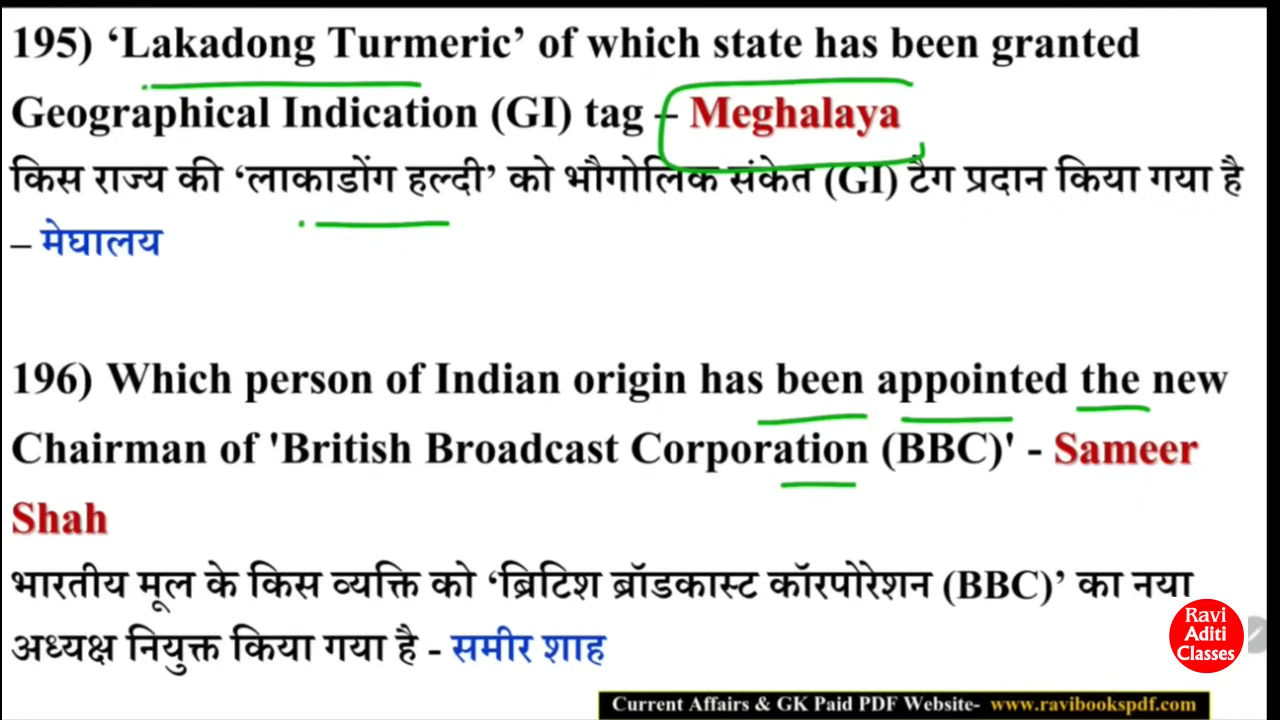 195) ‘Lakadong Turmeric’ of which state has been granted
Geographical Indication (GI) tag – Meghalaya
किस राज्य की ‘लाकाडोंग हल्दी’ को भौगोलिक संकेत (GI) टैग प्रदान किया गया है
– मेघालय
196) Which person of Indian origin has been appointed the new
Chairman of 'British Broadcast Corporation (BBC)' - Sameer
Shah
भारतीय मूल के किस व्यक्ति को ‘ब्रिटिश ब्रॉडकास्ट कॉरपोरेशन (BBC)’ का नया
अध्यक्ष नियुक्त किया गया है - समीर शाह
Ravi
Aditi
Classes
Current Affairs & GK Paid PDF Website- www.ravibookspdf.com